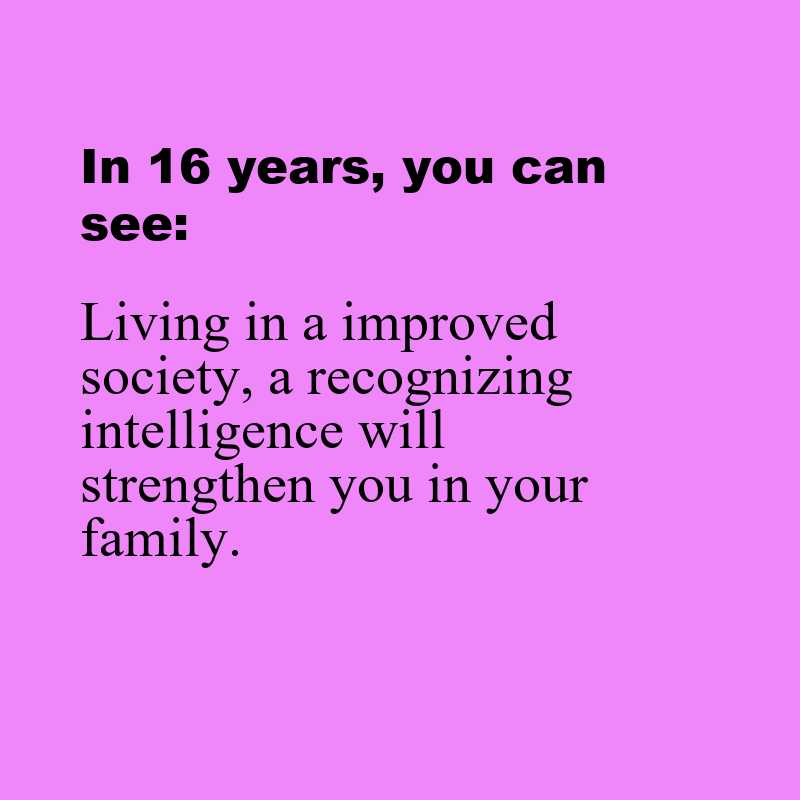 In 16 years, you can
see:
Living in a improved
society, a recognizing
intelligence will
strengthen you in your
family.